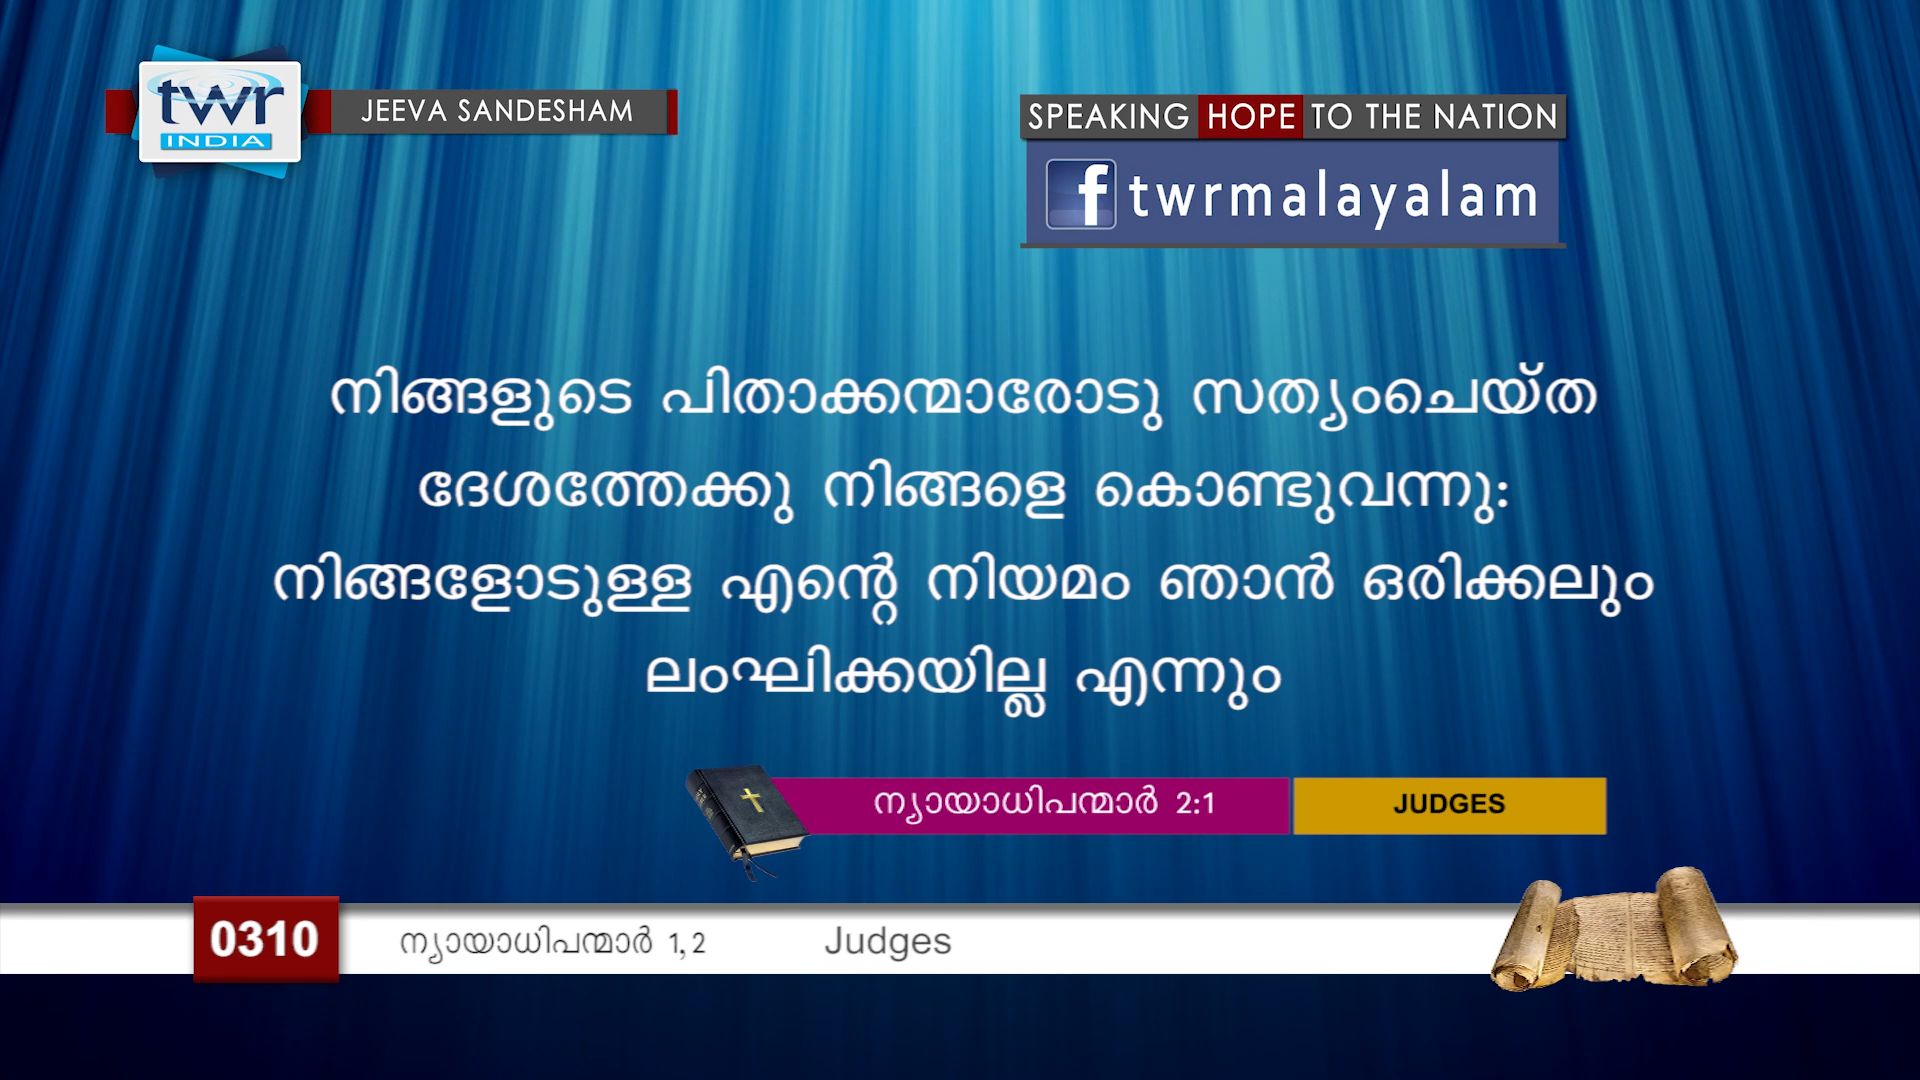 twr
INDIA
JEEVA SANDESHAM
SPEAKING HOPE TO THE NATION
f twrmalayalam
നിങ്ങളുടെ പിതാക്കന്മാരോടു സത്യംചെയ്ത
ദേശത്തേക്കു നിങ്ങളെ കൊണ്ടുവന്നു:
നിങ്ങളോടുള്ള എന്റെ നിയമം ഞാൻ ഒരിക്കലും
ലംഘിക്കയില്ല എന്നും
ന്യായാധിപന്മാർ 2:1
JUDGES
0310
ന്യായാധിപന്മാർ 1,2
Judges